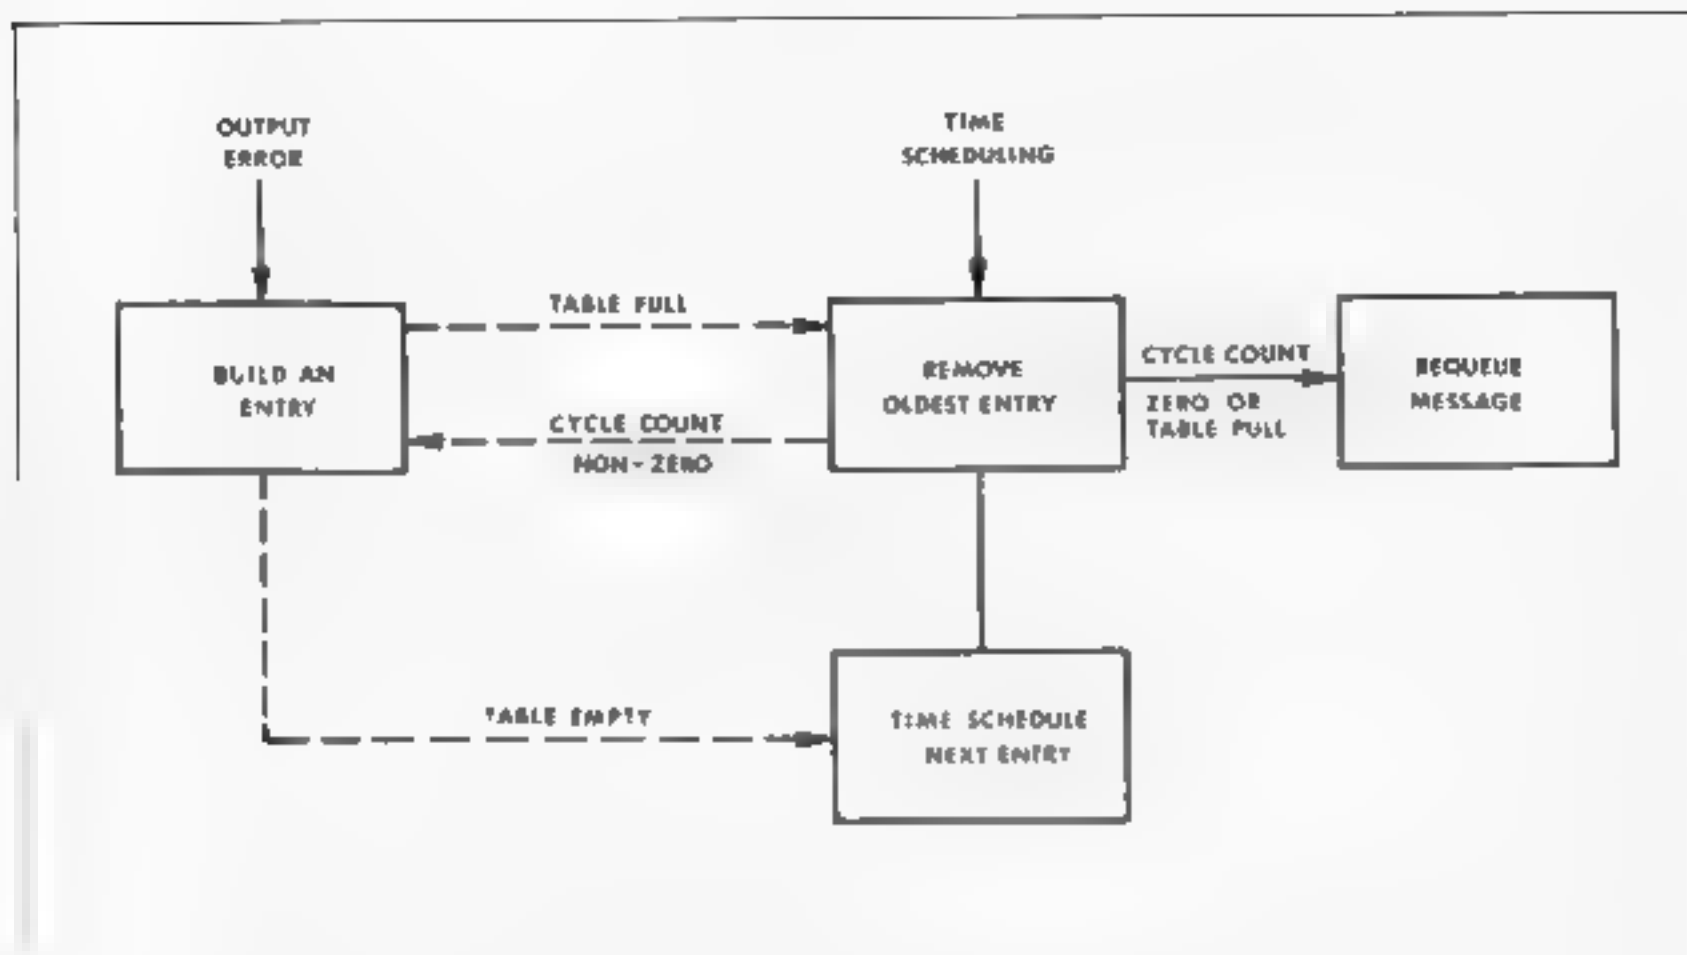 OUTPUT
ERROR
TIME
SCHEDULING
TABLE FULL
BUILD AN
ENTRY
CYCLE COUNT
NON-ZERO
REMOVE
OLDEST ENTRY
CYCLE COUNT
ZERO OR
TABLE FULL
REQUEUE
MESSAGE
TABLE EMPTY
TIME SCHEDULE
NEXT ENTRY